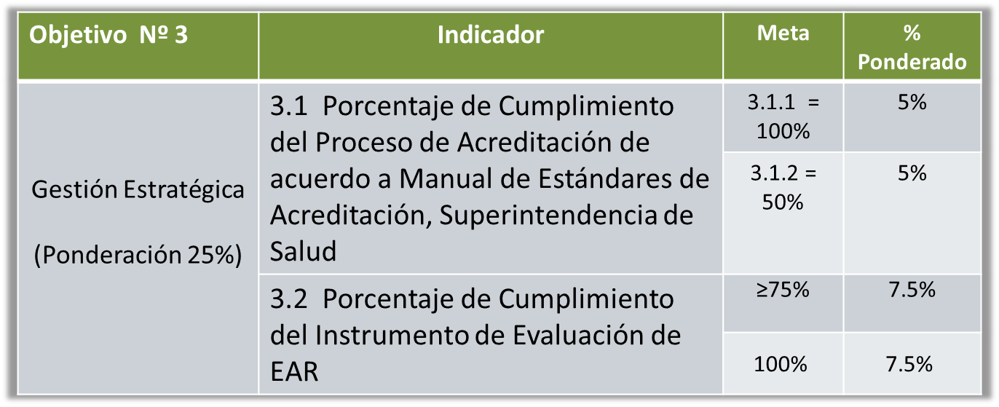 Objetivo Nº 3
Indicador
Meta
%
Ponderado
Gestión Estratégica
(Ponderación 25%)
3.1 Porcentaje de Cumplimiento
del Proceso de Acreditación de
acuerdo a Manual de Estándares de
Acreditación, Superintendencia de
Salud
3.1.1 =
100%
5%
3.1.2 =
50%
5%
3.2 Porcentaje de Cumplimiento
del Instrumento de Evaluación de
EAR
≥75%
7.5%
100%
7.5%